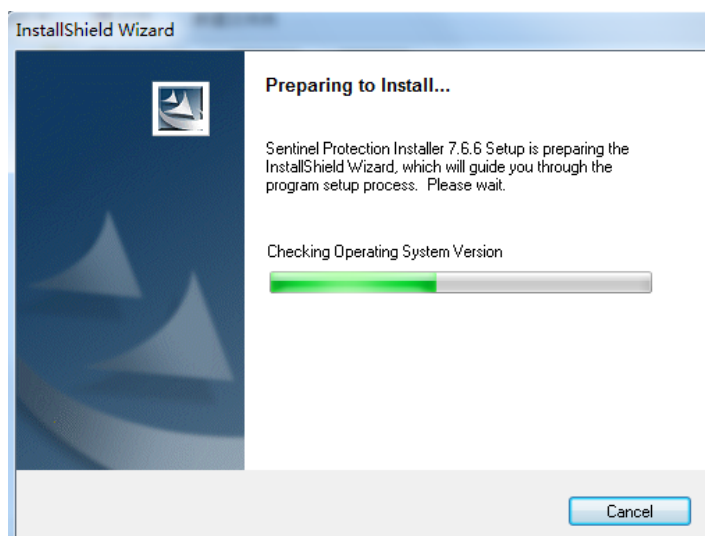 InstallShield Wizard
Preparing to Install...
Sentinel Protection Installer 7.6.6 Setup is preparing the
InstallShield Wizard, which will guide you through the
program setup process.  Please wait.
Checking Operating System Version
Cancel